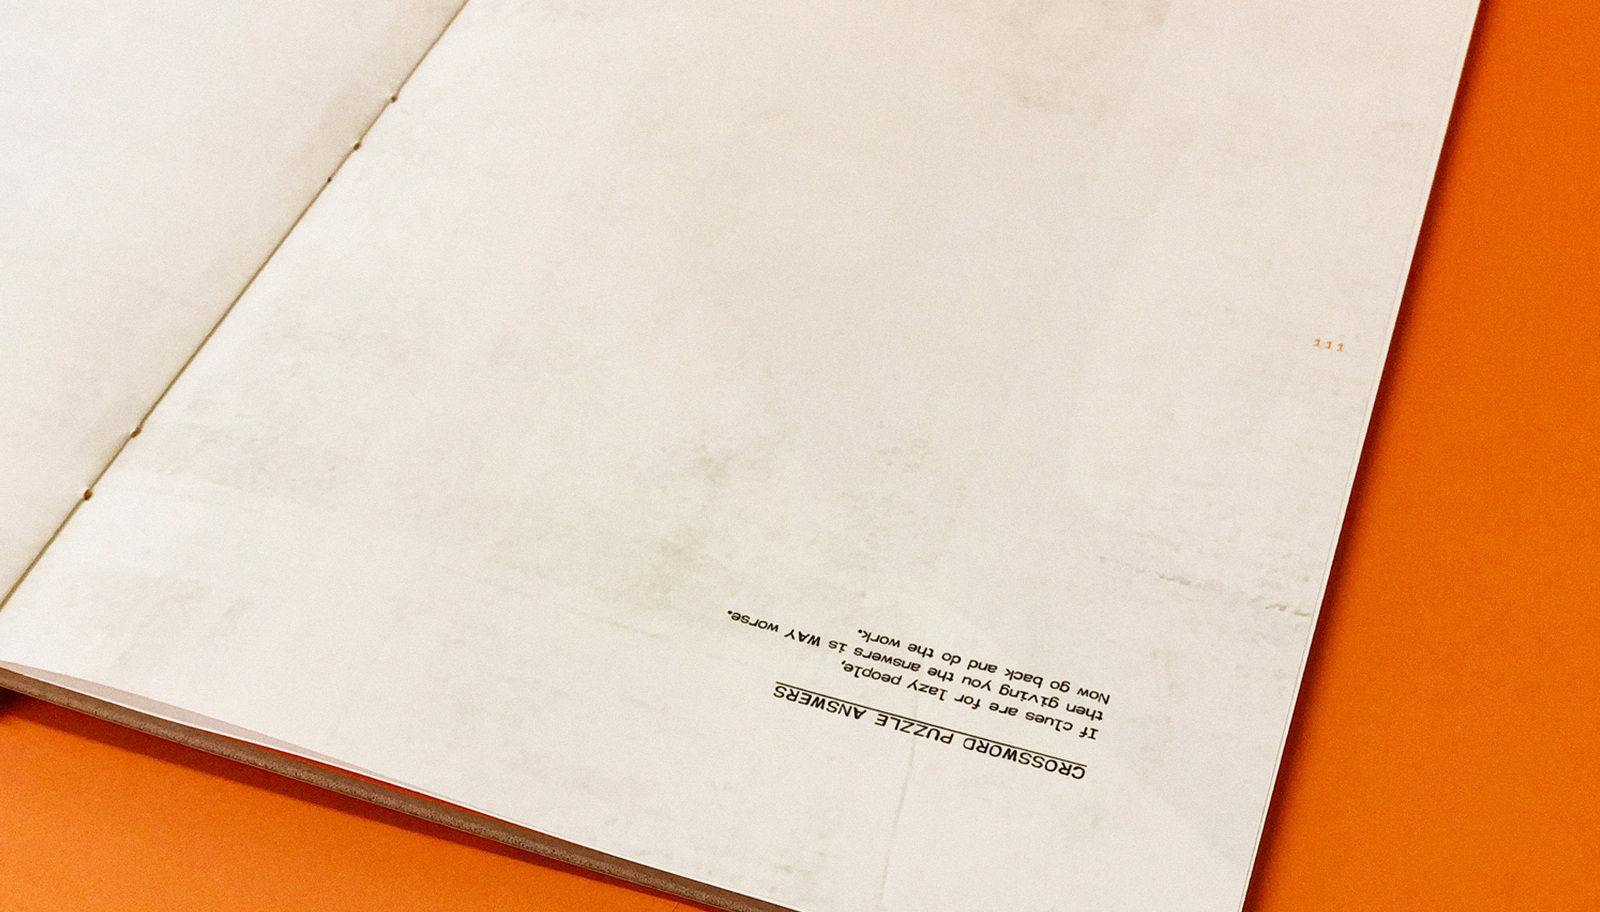 111
CROSSWORD PUZZLE ANSWERS
If clues are for lazy people,
then giving you the answers is WAY worse.
Now go back and do the work.